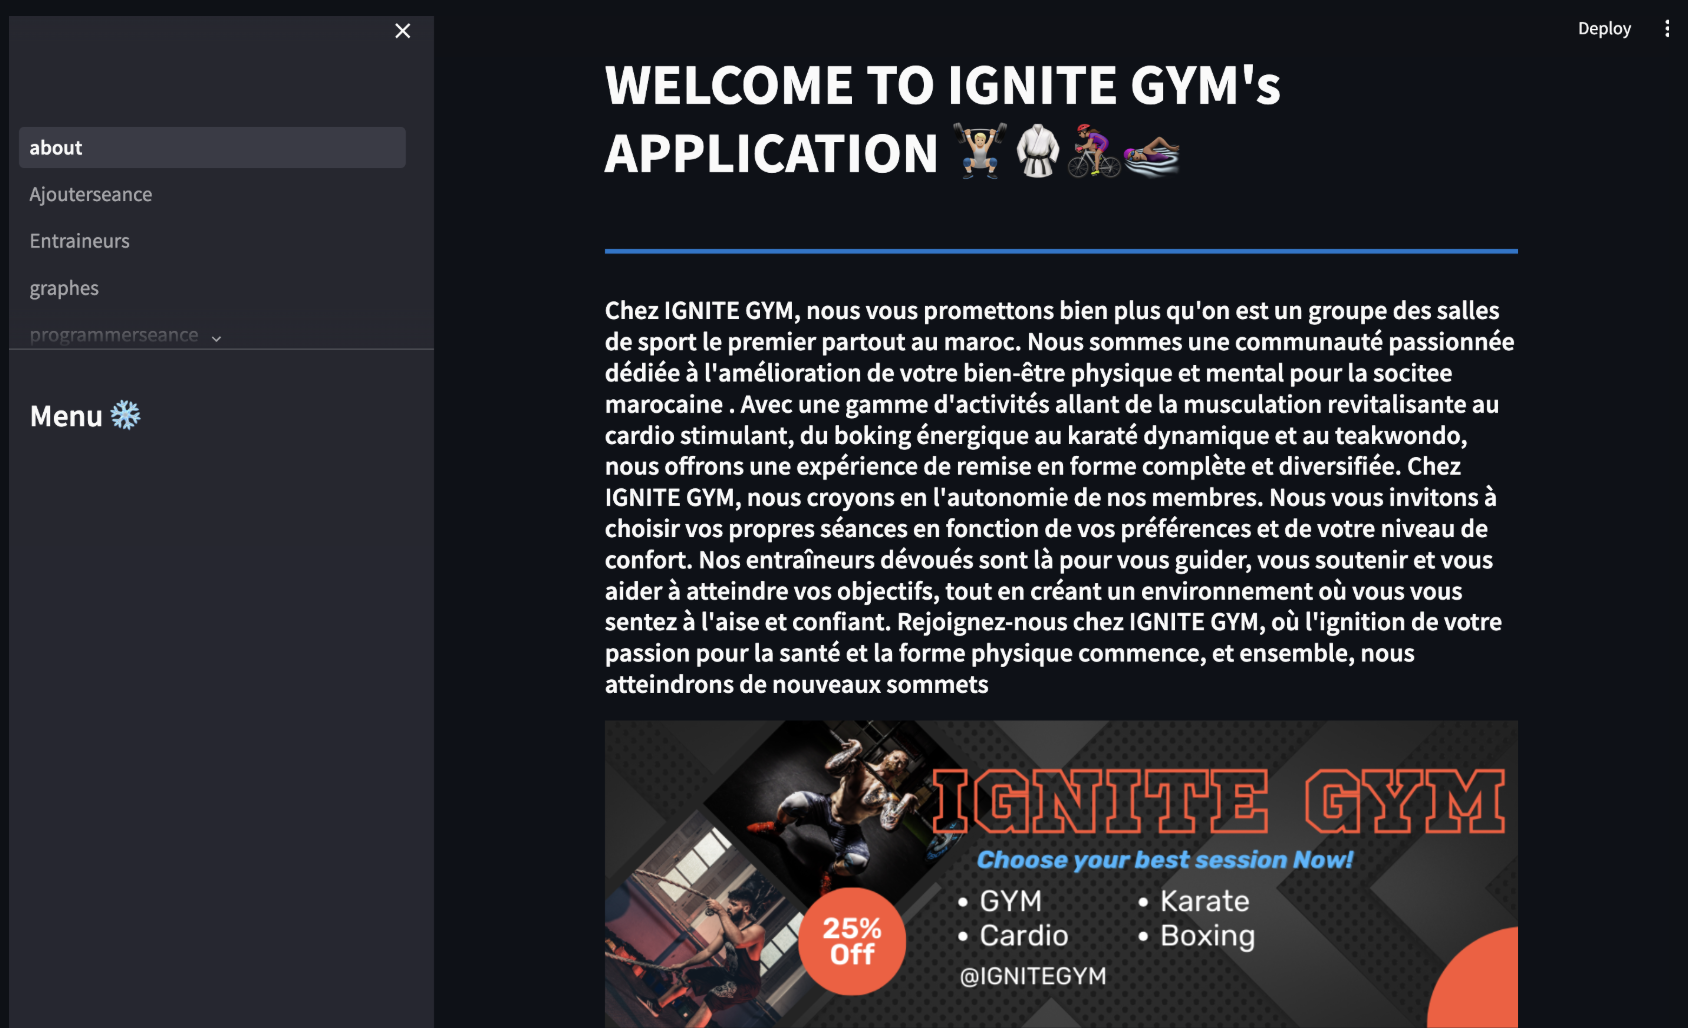 Deploy
about
Ajouterseance
Entraineurs
graphes
programmerseance
Menu
WELCOME TO IGNITE GYM's
APPLICATION
Chez IGNITE GYM, nous vous promettons bien plus qu'on est un groupe des salles
de sport le premier partout au maroc. Nous sommes une communauté passionnée
dédiée à l'amélioration de votre bien-être physique et mental pour la socitee
marocaine . Avec une gamme d'activités allant de la musculation revitalisante au
cardio stimulant, du boking énergique au karaté dynamique et au teakwondo,
nous offrons une expérience de remise en forme complète et diversifiée. Chez
IGNITE GYM, nous croyons en l'autonomie de nos membres. Nous vous invitons à
choisir vos propres séances en fonction de vos préférences et de votre niveau de
confort. Nos entraîneurs dévoués sont là pour vous guider, vous soutenir et vous
aider à atteindre vos objectifs, tout en créant un environnement où vous vous
sentez à l'aise et confiant. Rejoignez-nous chez IGNITE GYM, où l'ignition de votre
passion pour la santé et la forme physique commence, et ensemble, nous
atteindrons de nouveaux sommets
IGNITE GYM
Choose your best session Now!
• GYM
• Cardio
• Karate
• Boxing
@IGNITEGYM
25%
Off